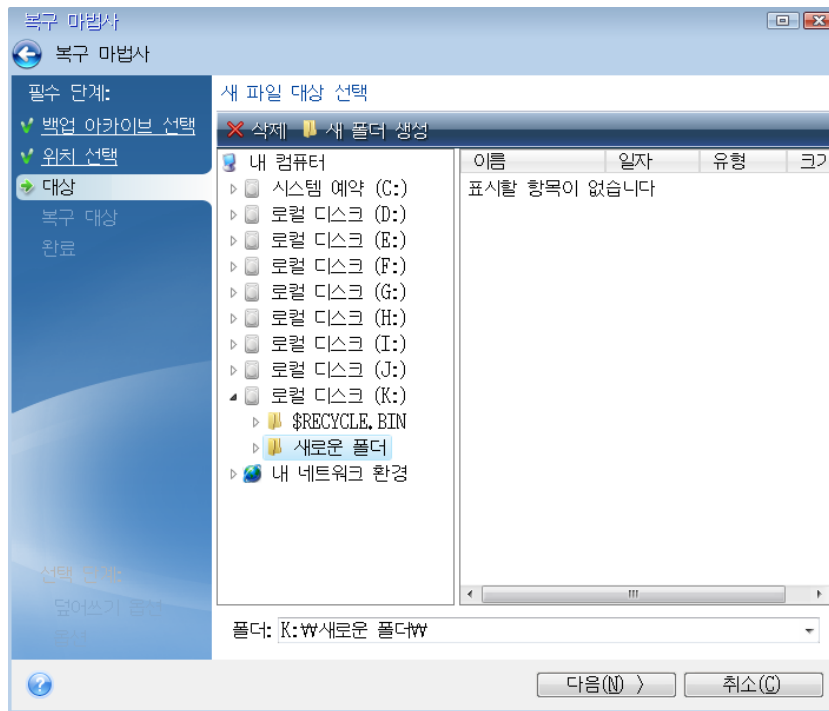 복구 마법사
복구 마법사
필수 단계:
백업 아카이브 선택
위치 선택
대상
복구 대상
완료
선택 단계:
덮어쓰기 옵션
새 파일 대상 선택
삭제 새 폴더 생성
내 컴퓨터
시스템 예약 (C:)
로컬 디스크 (D:)
로컬 디스크 (E:)
로컬 디스크 (F:)
로컬 디스크 (G:)
로컬 디스크 (H:)
로컬 디스크 (I:)
로컬 디스크 (J:)
로컬 디스크 (K:)
$RECYCLE.BIN
새로운 폴더
내 네트워크 환경
이름 일자 유형 크기
표시할 항목이 없습니다
폴더: K:₩새로운 폴더₩
다음(N) 〉 취소(C)